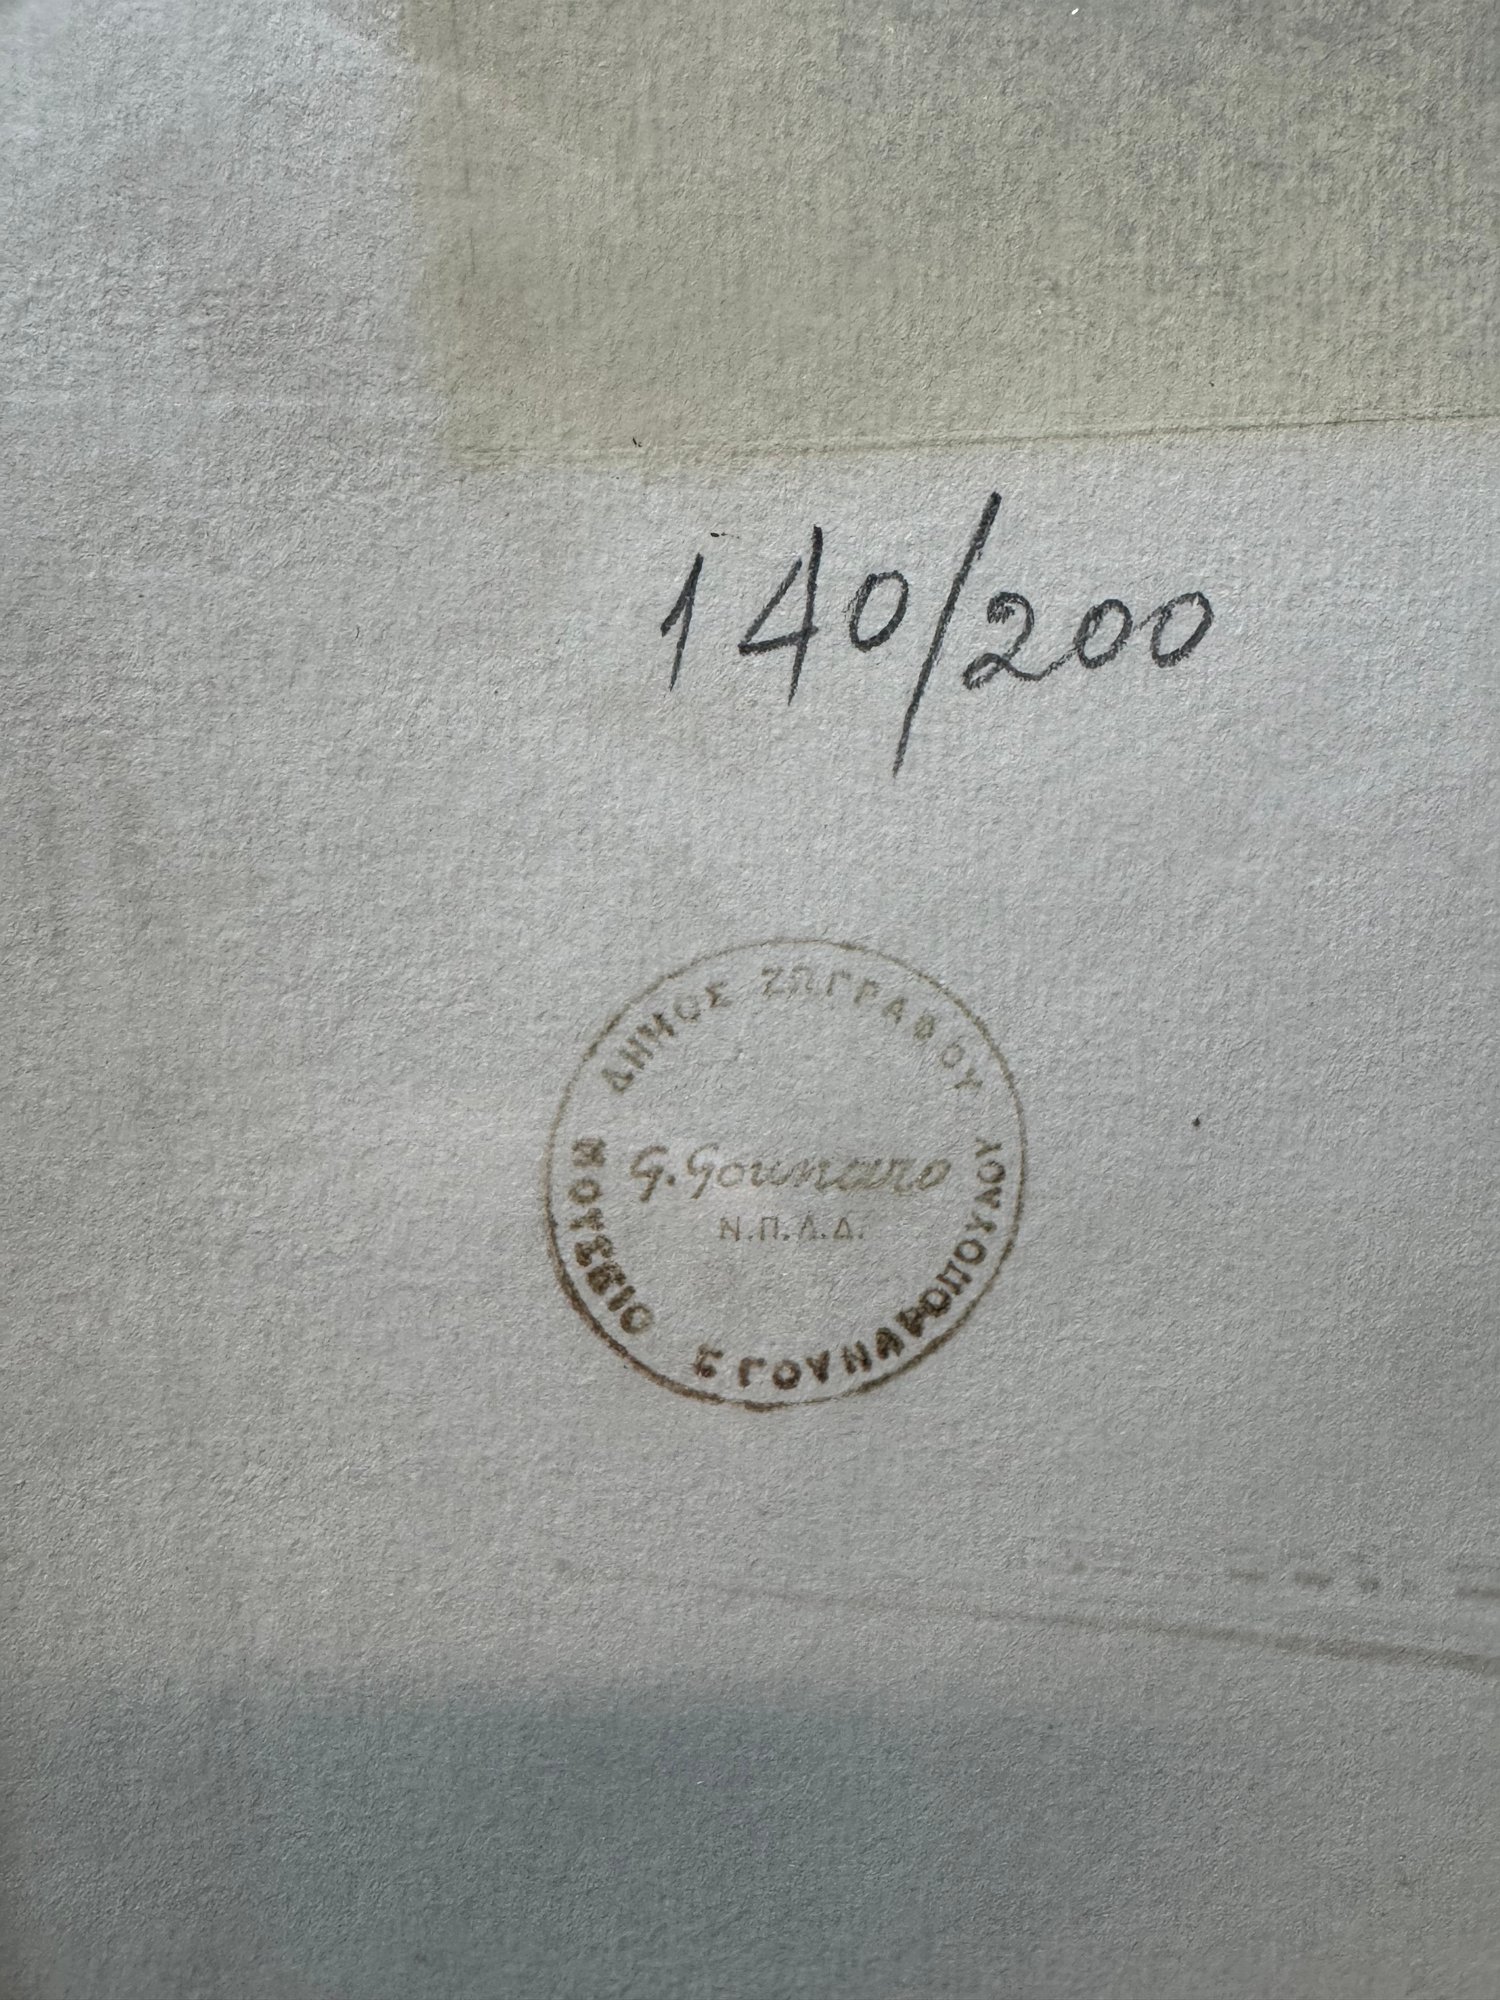 140/200
ΔΗΜΟΣ ΖΩΓΡΑΦΟΥ
G. Gounaro
Ν.Π.Δ.Δ.
ΜΟΥΣΕΙΟ Γ ΓΟΥΝΑΡΟΠΟΥΛΟΥ